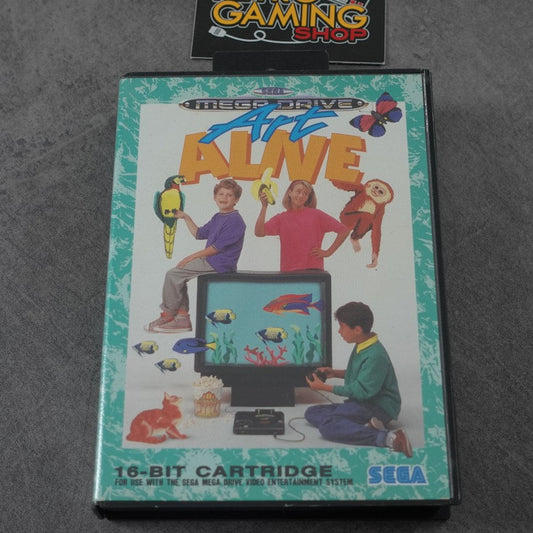 GAMING
SHOP
SEGA
MEGA DRIVE
Art
ALIVE
16-BIT CARTRIDGE
FOR USE WITH THE SEGA MEGA DRIVE VIDEO ENTERTAINMENT SYSTEM.
SEGA